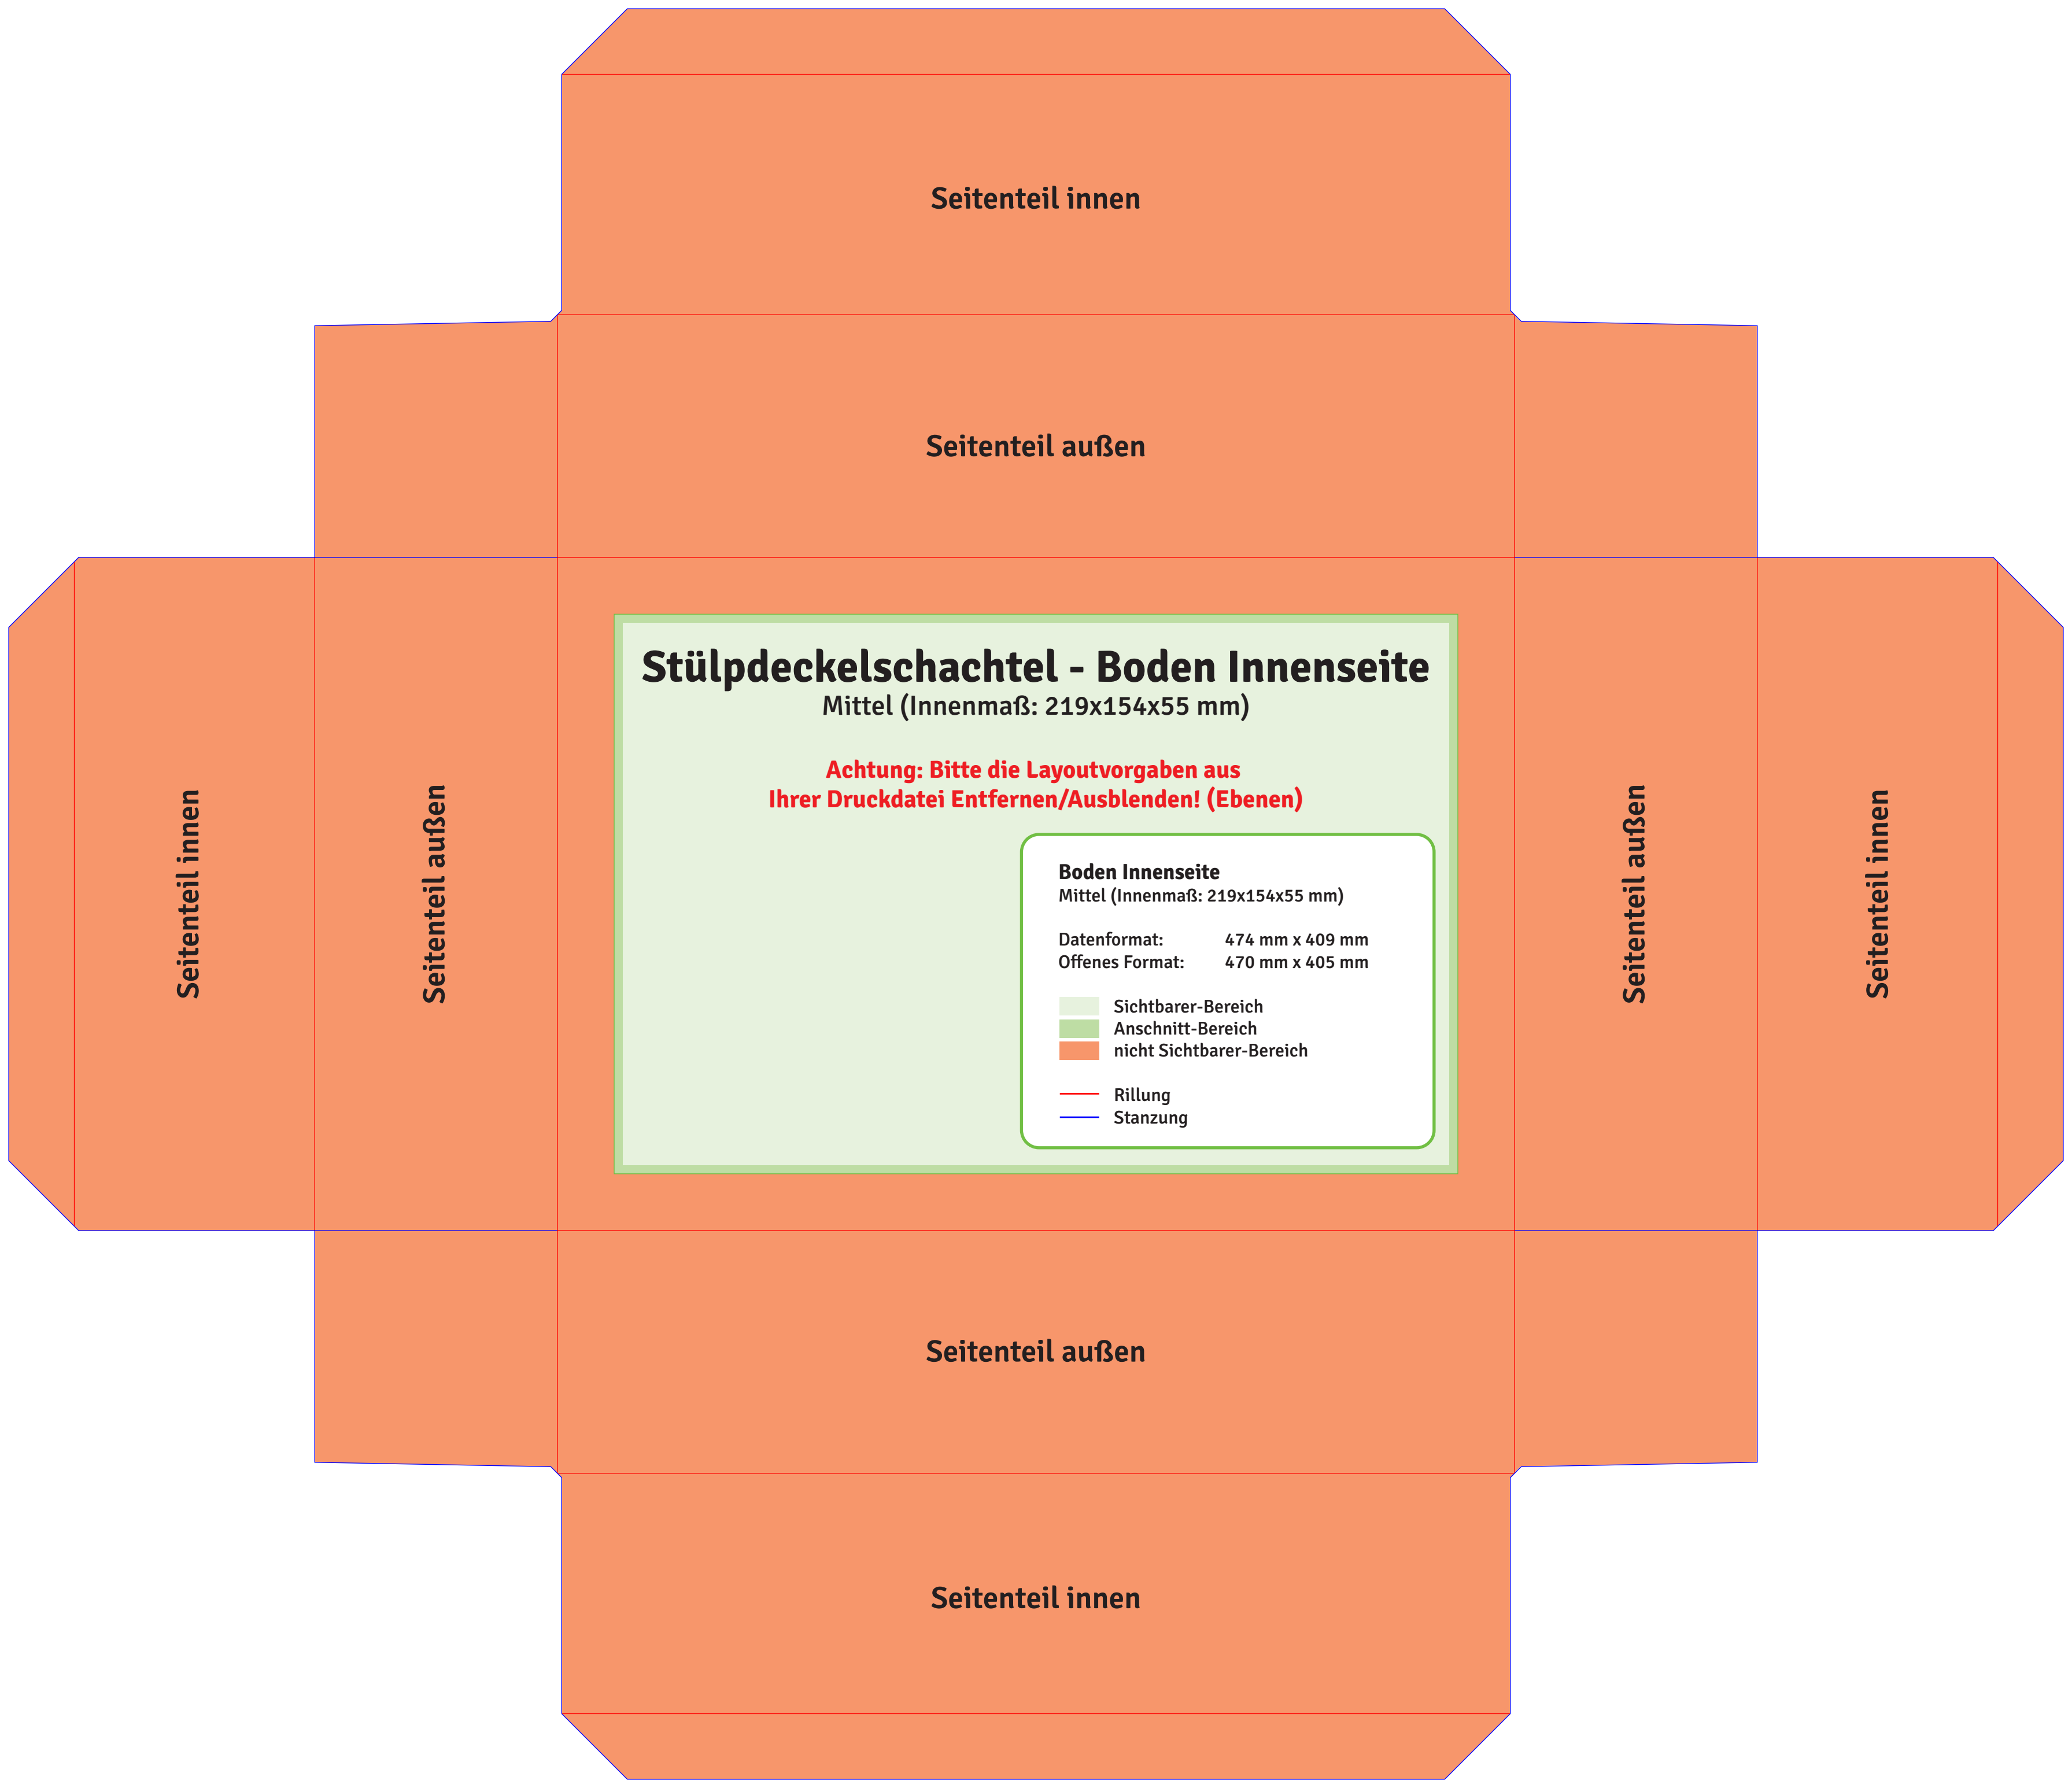 Seitenteil innen
Seitenteil außen
Stülpdeckelschachtel - Boden Innenseite
Mittel (Innenmaß: 219x154x55 mm)
Achtung: Bitte die Layoutvorgaben aus
Ihrer Druckdatei Entfernen/Ausblenden! (Ebenen)
Seitenteil innen
Seitenteil außen
Boden Innenseite
Mittel (Innenmaß: 219x154x55 mm)
Datenformat: 474 mm x 409 mm
Offenes Format: 470 mm x 405 mm
Sichtbarer-Bereich
Anschnitt-Bereich
nicht Sichtbarer-Bereich
Rillung
Stanzung
Seitenteil außen
Seitenteil innen
Seitenteil außen
Seitenteil innen